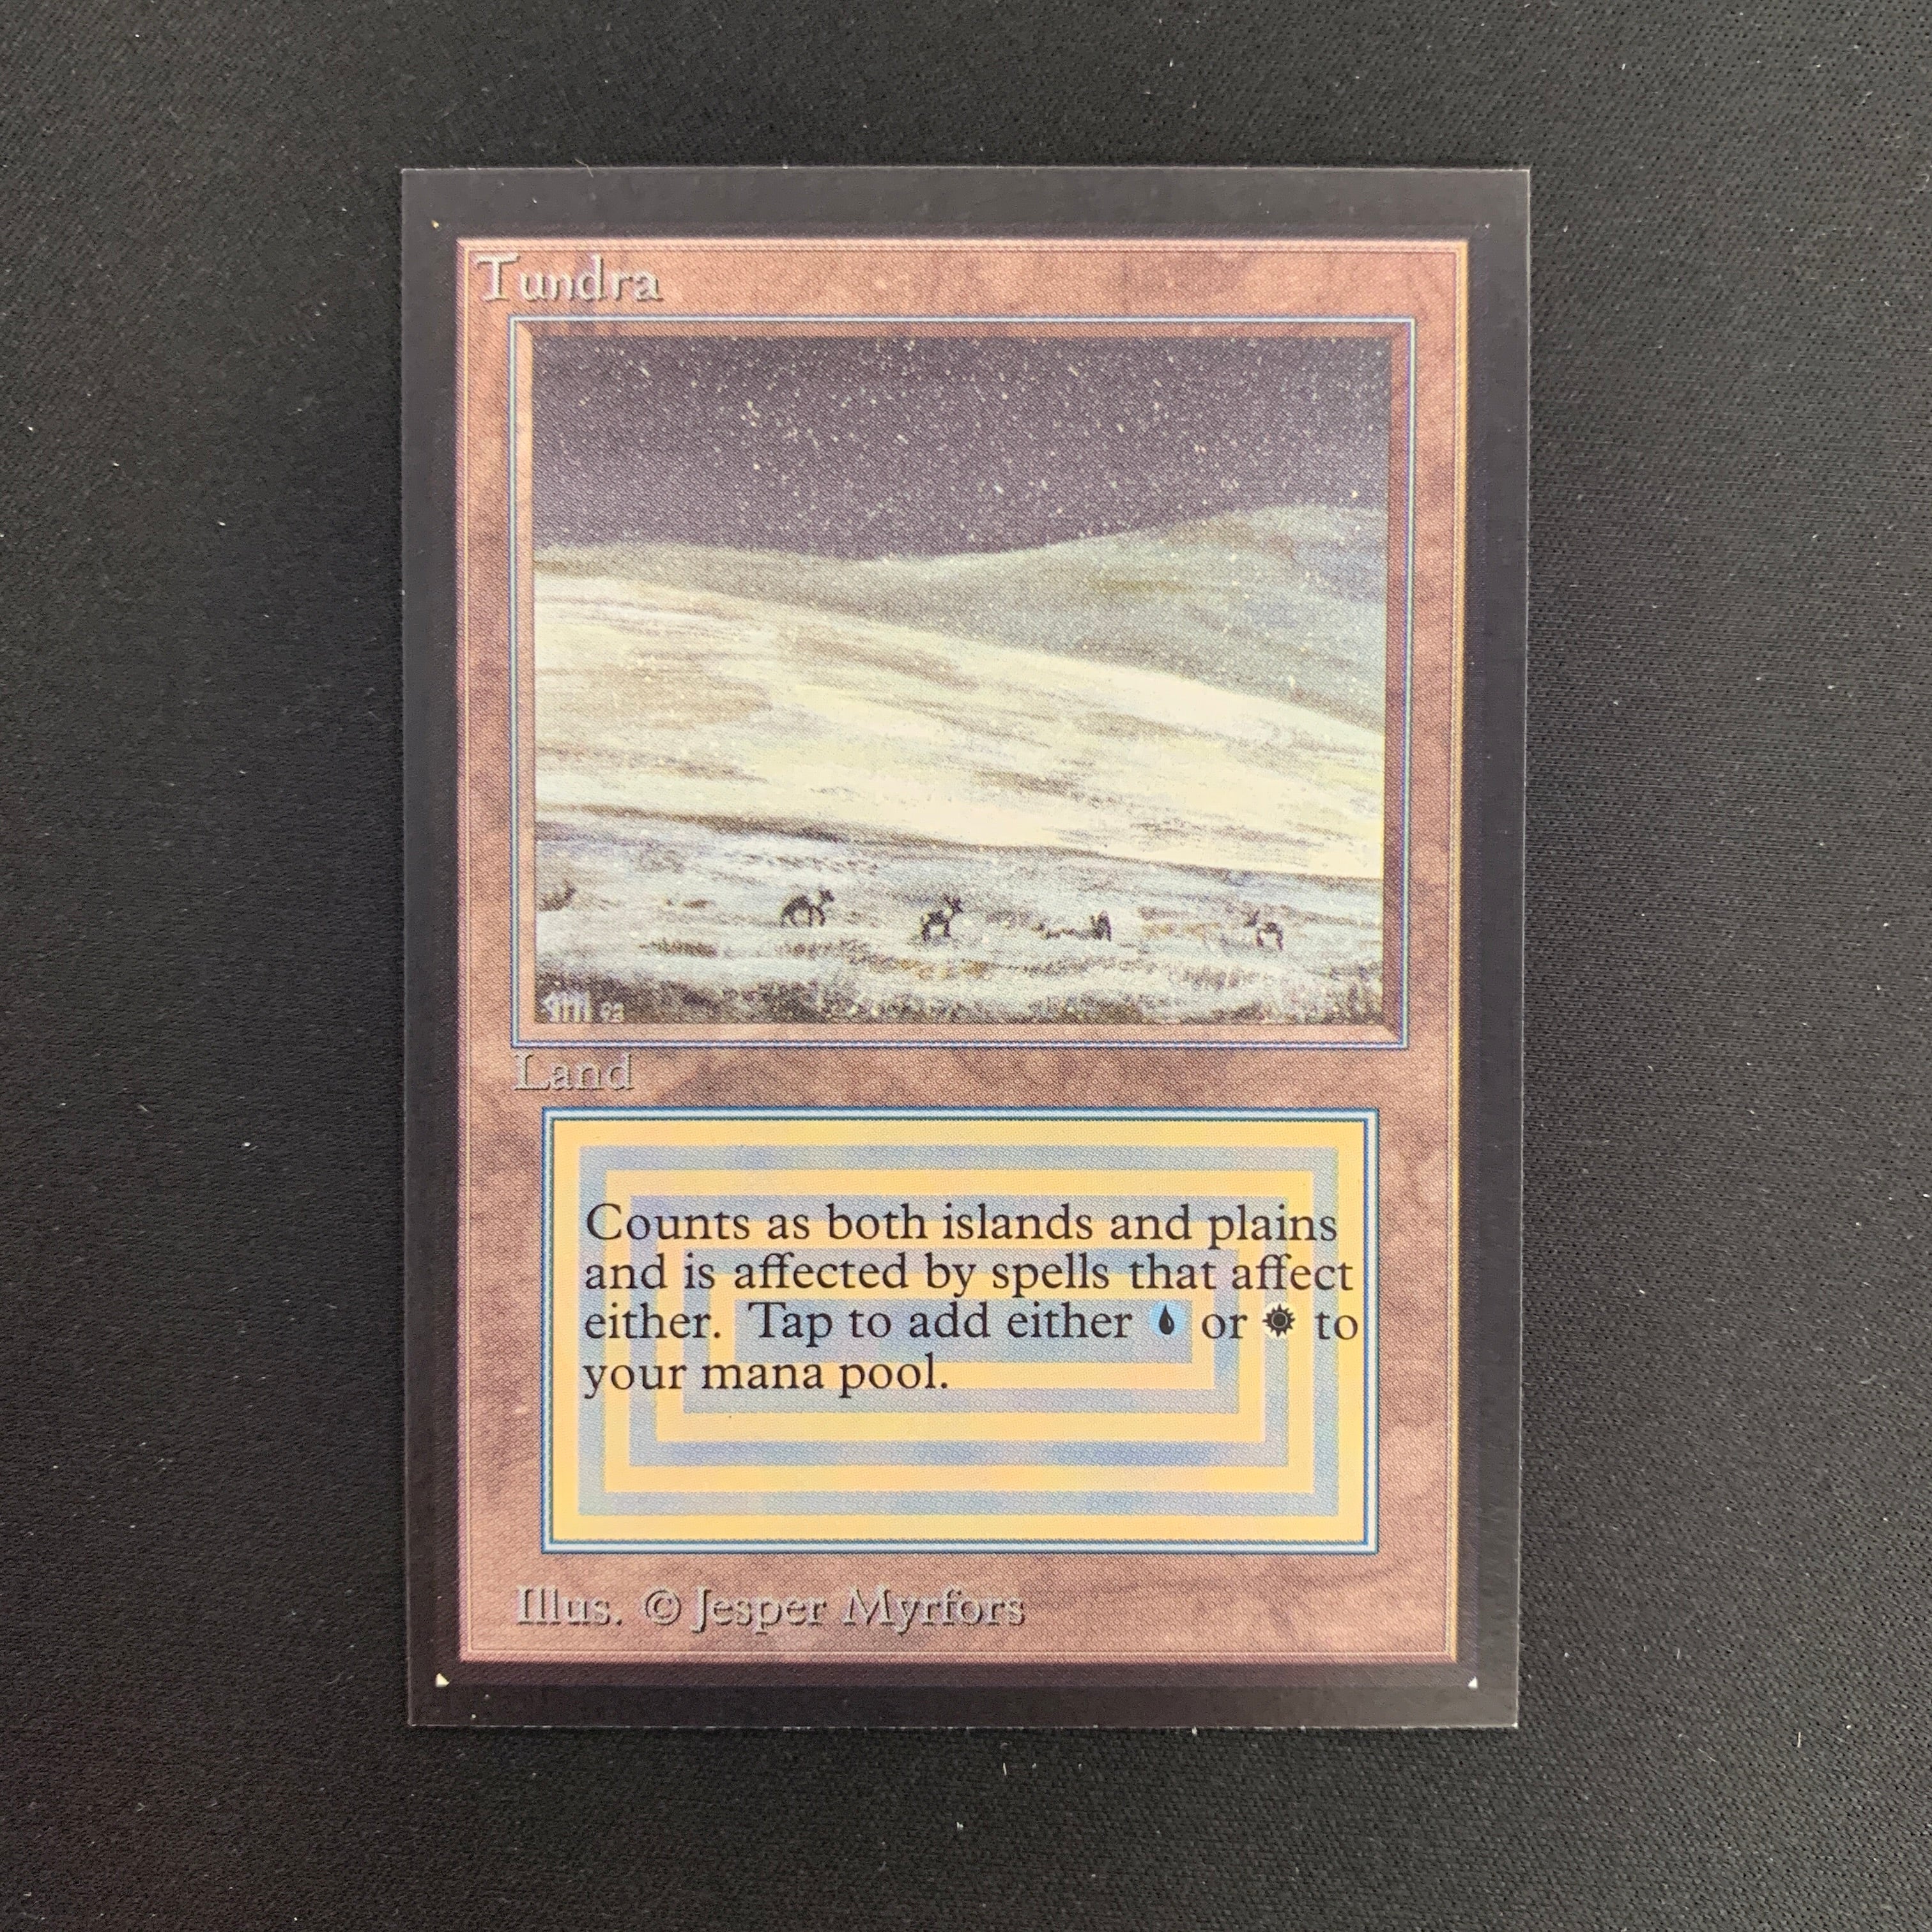 Tundra
Land
Counts as both islands and plains
and is affected by spells that affect
either. Tap to add either or to
your mana pool.
Illus. © Jesper Myrfors